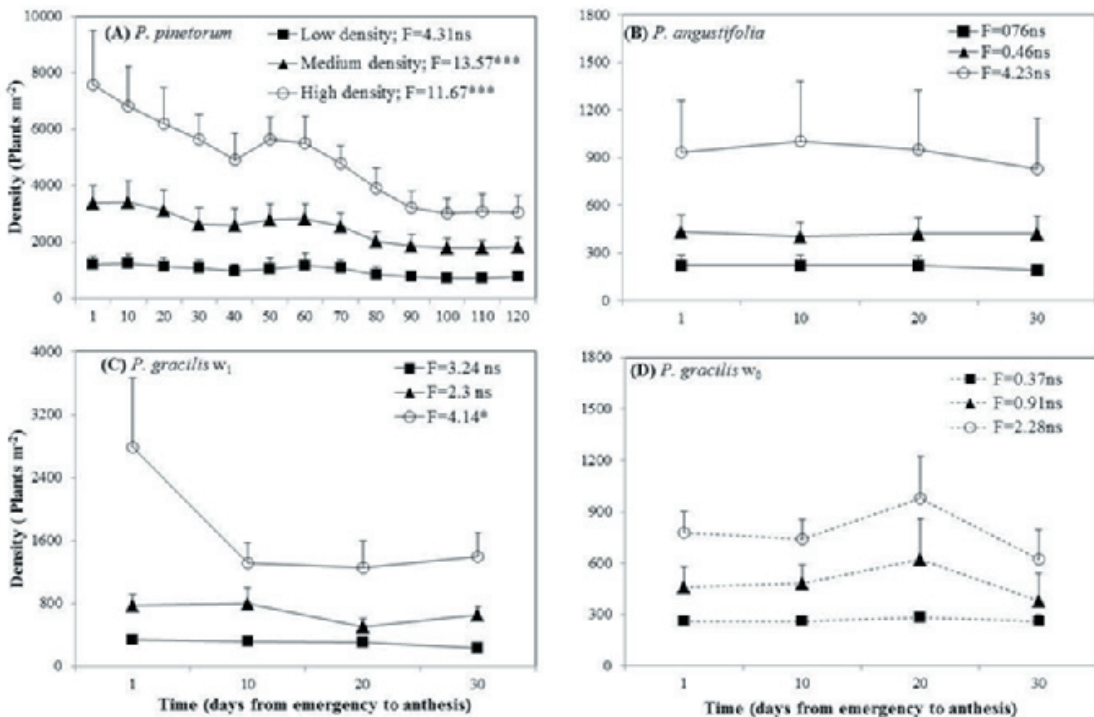 (A) P. pinetorum
Low density; F=4.31ns
Medium density; F=13.57***
High density; F=11.67***
Density (Plants m-2)
10000
8000
6000
4000
2000
0
1 10 20 30 40 50 60 70 80 90 100 110 120
(B) P. angustifolia
F=076ns
F=0.46ns
F=4.23ns
1800
1500
1200
900
600
300
0
1 10 20 30
(C) P. gracilis w1
F=3.24 ns
F=2.3 ns
F=4.14*
Density ( Plants m-2)
4000
3200
2400
1600
800
0
1 10 20 30
Time (days from emergency to anthesis)
(D) P. gracilis w0
F=0.37ns
F=0.91ns
F=2.28ns
1800
1500
1200
900
600
300
0
1 10 20 30
Time (days from emergency to anthesis)